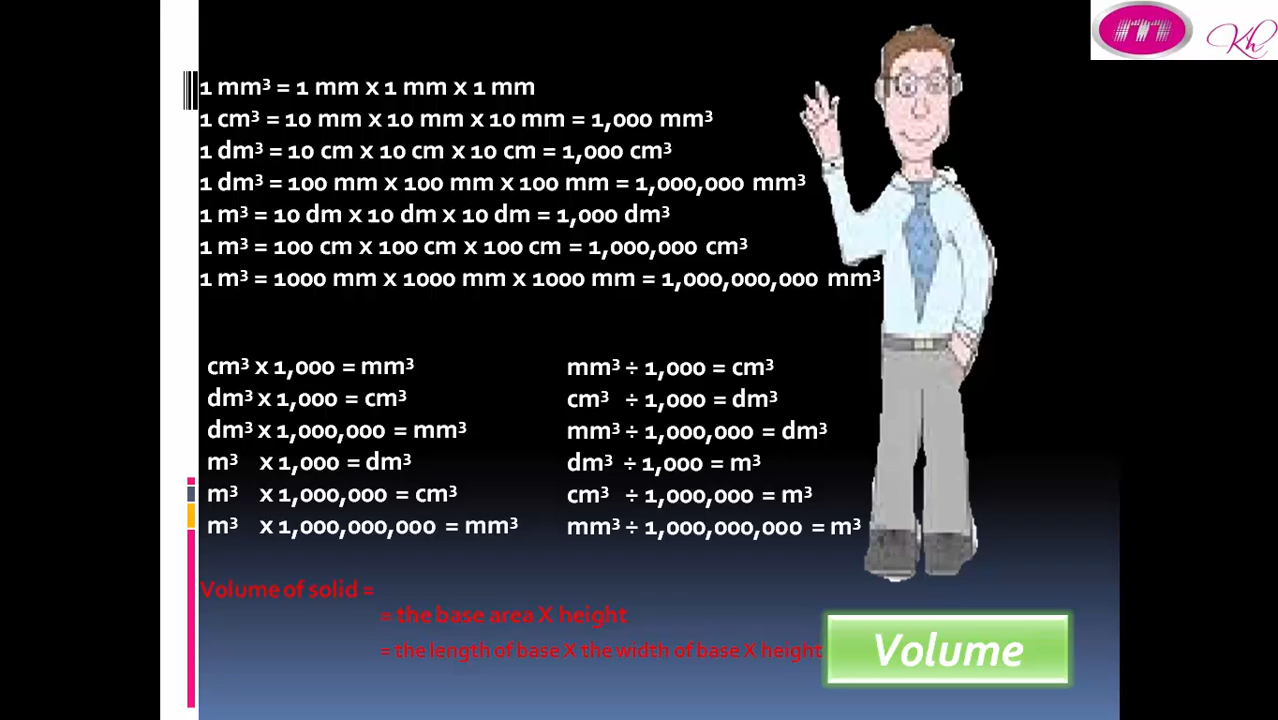 m
Kh
1 mm³ = 1 mm x 1 mm x 1 mm
1 cm³ = 10 mm x 10 mm x 10 mm = 1,000 mm³
1 dm³ = 10 cm x 10 cm x 10 cm = 1,000 cm³
1 dm³ = 100 mm x 100 mm x 100 mm = 1,000,000 mm³
1 m³ = 10 dm x 10 dm x 10 dm = 1,000 dm³
1 m³ = 100 cm x 100 cm x 100 cm = 1,000,000 cm³
1 m³ = 1000 mm x 1000 mm x 1000 mm = 1,000,000,000 mm³
cm³ x 1,000 = mm³
dm³ x 1,000 = cm³
dm³ x 1,000,000 = mm³
m³ x 1,000 = dm³
m³ x 1,000,000 = cm³
m³ x 1,000,000,000 = mm³
mm³ ÷ 1,000 = cm³
cm³ ÷ 1,000 = dm³
mm³ ÷ 1,000,000 = dm³
dm³ ÷ 1,000 = m³
cm³ ÷ 1,000,000 = m³
mm³ ÷ 1,000,000,000 = m³
Volume of solid =
= the base area X height
= the length of base X the width of base X height
Volume